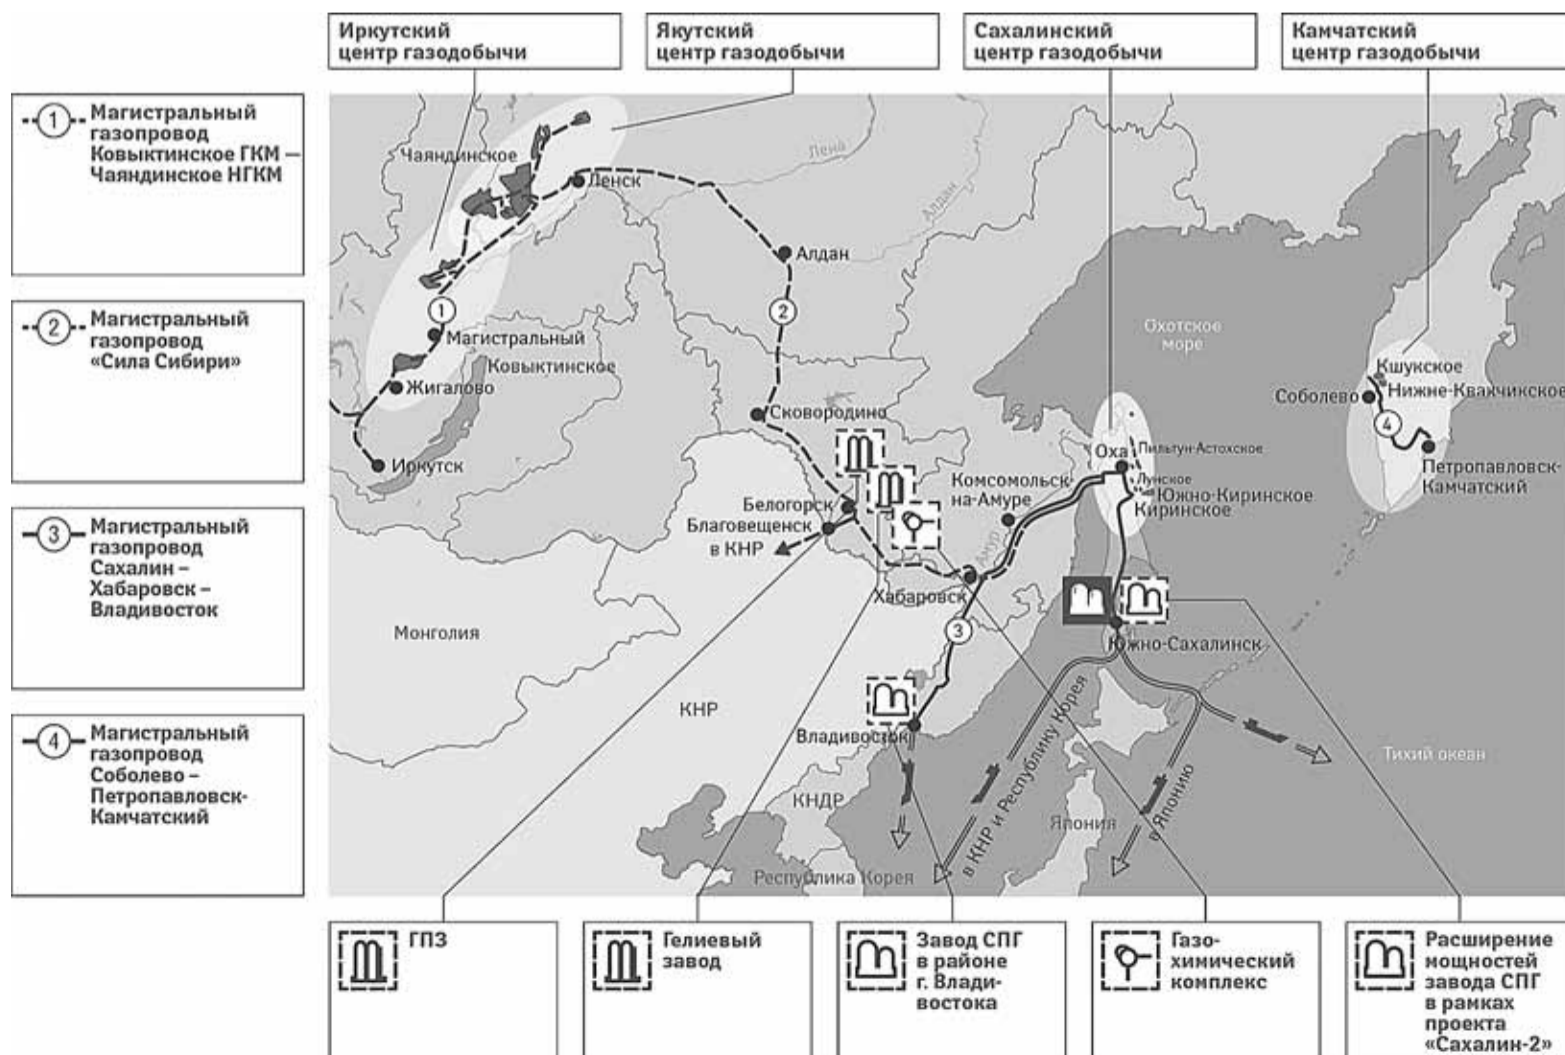 Иркутский
центр газодобычи
Якутский
центр газодобычи
Сахалинский
центр газодобычи
Камчатский
центр газодобычи
1
Магистральный
газопровод
Ковыктинское ГКМ —
Чаяндинское НГКМ
2
Магистральный
газопровод
«Сила Сибири»
3
Магистральный
газопровод
Сахалин –
Хабаровск –
Владивосток
4
Магистральный
газопровод
Соболево –
Петропавловск-
Камчатский
Чаяндинское
Лена
Ленск
Алдан
Алдан
1
2
Магистральный
Ковыктинское
Жигалово
Иркутск
Сковородино
Охотское
море
Кшукское
Нижне-Квакчикское
Соболево
4
Петропавловск-
Камчатский
Оха
Пильтун-Астохское
Лунское
Южно-Киринское
Киринское
Комсомольск-
на-Амуре
Амур
Белогорск
Благовещенск
в КНР
Хабаровск
3
Южно-Сахалинск
Монголия
КНР
Владивосток
КНДР
Республика Корея
в КНР и Республику Корея
Япония
в Японию
Тихий океан
ГПЗ
Гелиевый
завод
Завод СПГ
в районе
г. Влади-
востока
Газо-
химический
комплекс
Расширение
мощностей
завода СПГ
в рамках
проекта
«Сахалин-2»